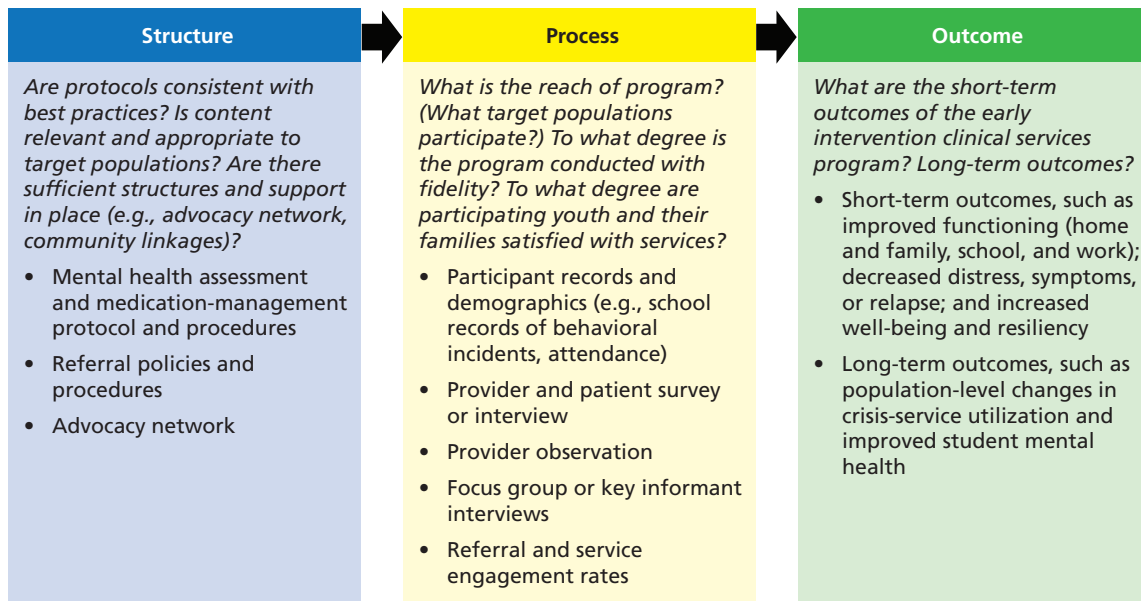 Structure
Are protocols consistent with
best practices? Is content
relevant and appropriate to
target populations? Are there
sufficient structures and support
in place (e.g., advocacy network,
community linkages)?
• Mental health assessment
and medication-management
protocol and procedures
• Referral policies and
procedures
• Advocacy network
Process
What is the reach of program?
(What target populations
participate?) To what degree is
the program conducted with
fidelity? To what degree are
participating youth and their
families satisfied with services?
• Participant records and
demographics (e.g., school
records of behavioral
incidents, attendance)
• Provider and patient survey
or interview
• Provider observation
• Focus group or key informant
interviews
• Referral and service
engagement rates
Outcome
What are the short-term
outcomes of the early
intervention clinical services
program? Long-term outcomes?
• Short-term outcomes, such as
improved functioning (home
and family, school, and work);
decreased distress, symptoms,
or relapse; and increased
well-being and resiliency
• Long-term outcomes, such as
population-level changes in
crisis-service utilization and
improved student mental
health